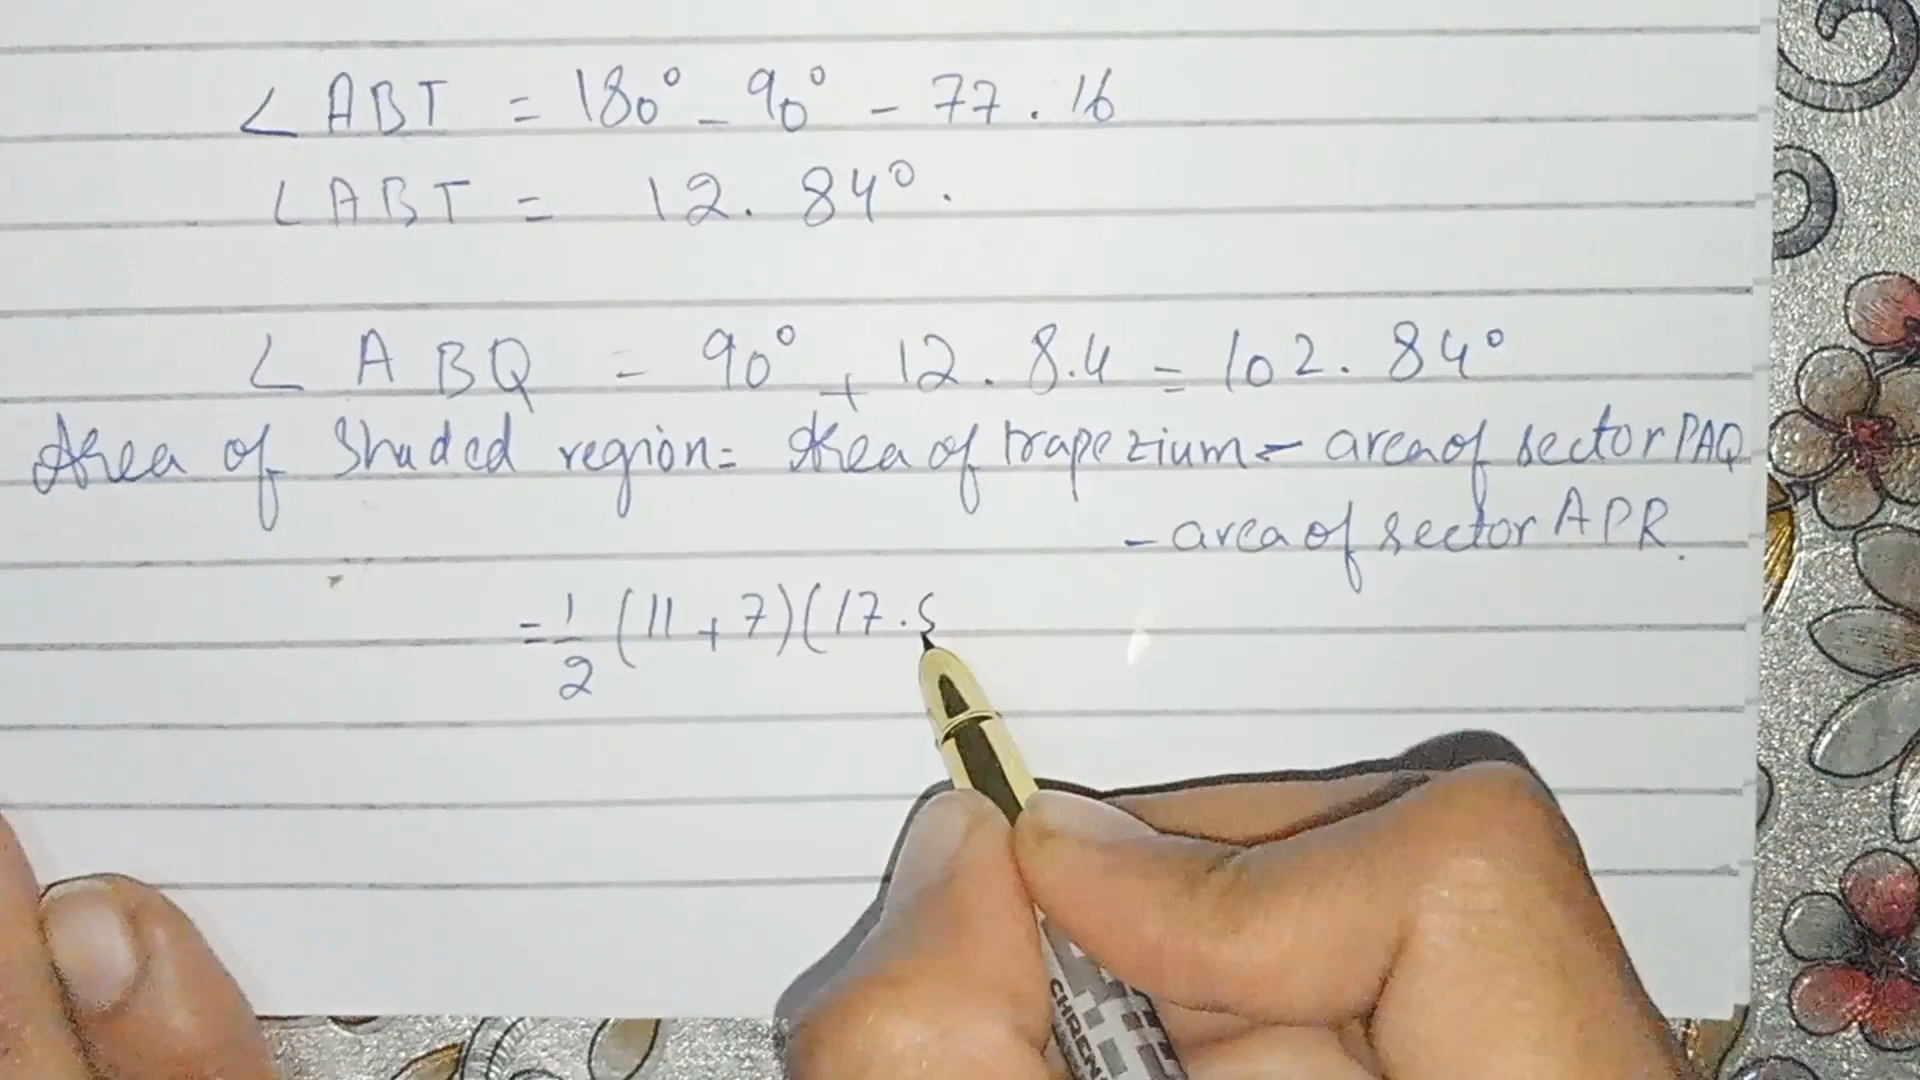 ∠ ABT = 180° - 90° - 77.16
∠ ABT = 12.84°.
∠ ABQ = 90° + 12.8.4 = 102.84°
Area of Shaded region = Area of trapezium - area of sector PAQ
- area of sector APR.
= 1/2 (11 + 7)(17.5